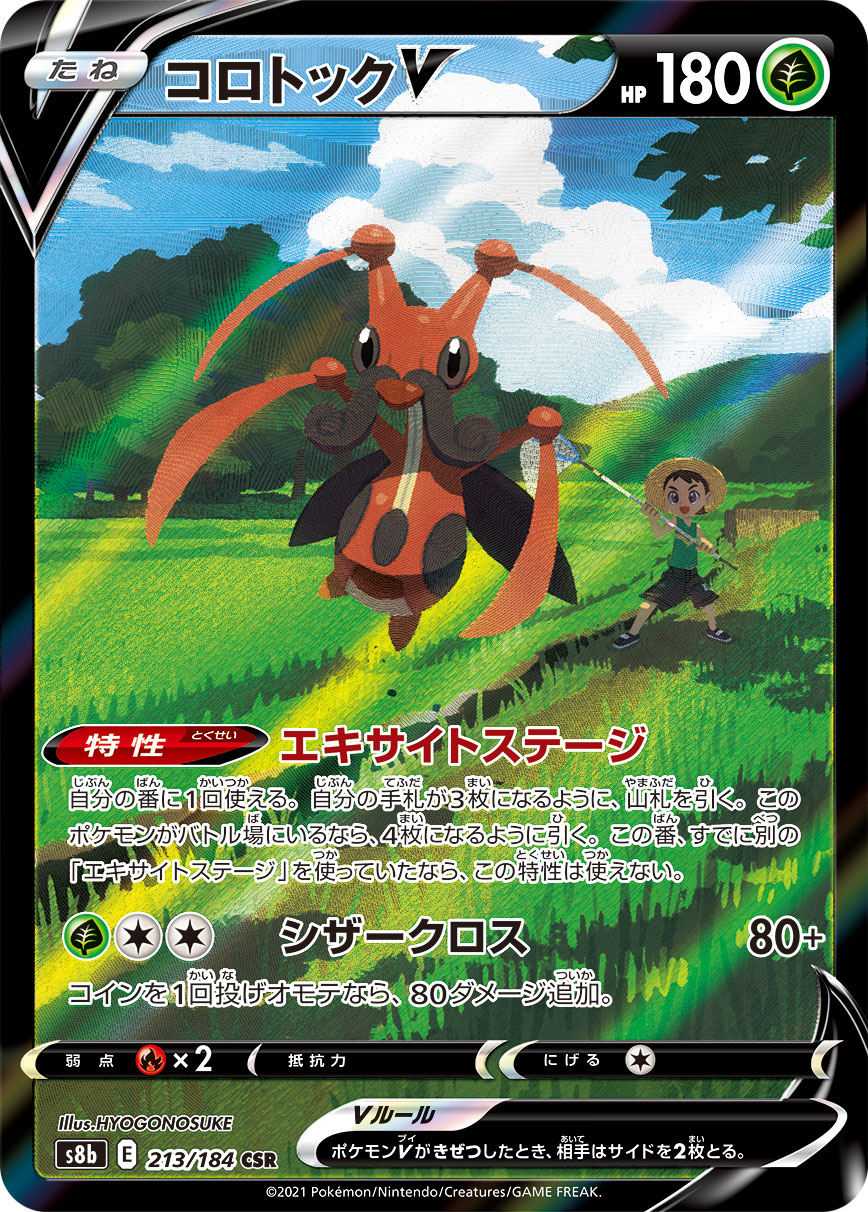 たね コロトックV HP 180
特性 とくせい エキサイトステージ
自分の番に1回使える。自分の手札が3枚になるように、山札を引く。この
ポケモンがバトル場にいるなら、4枚になるように引く。この番、すでに別の
「エキサイトステージ」を使っていたなら、この特性は使えない。
シザークロス 80+
コインを1回投げオモテなら、80ダメージ追加。
弱点 ×2 抵抗力 にげる
Illus.HYOGONOSUKE
Vルール
ポケモンVがきぜつしたとき、相手はサイドを2枚とる。
s8b E 213/184 CSR
©2021 Pokémon/Nintendo/Creatures/GAME FREAK.